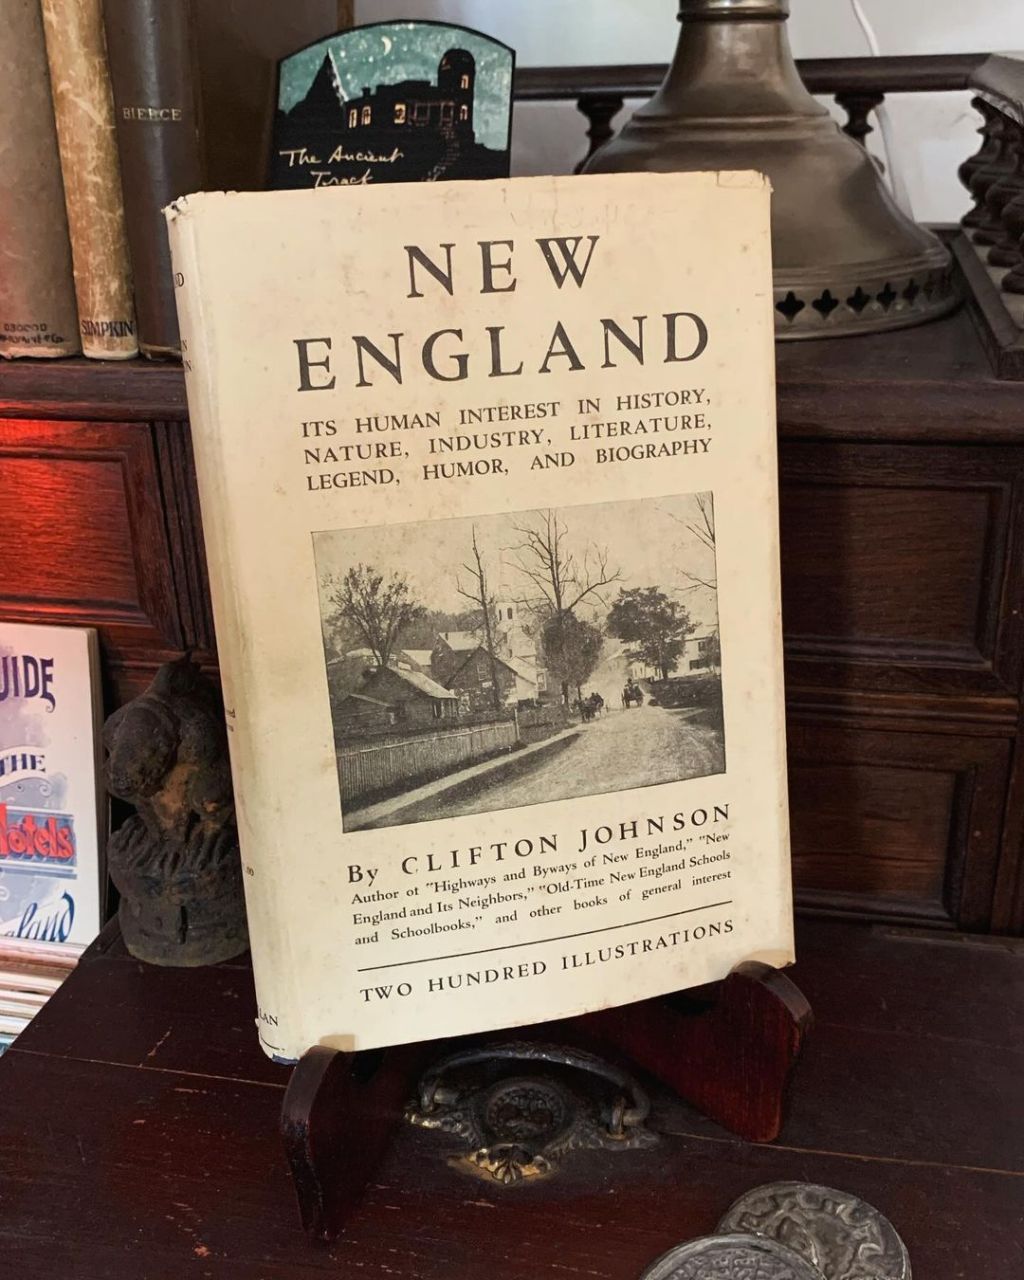 BIERCE
SIMPKIN
The Ancient
Track
NEW
ENGLAND
ITS HUMAN INTEREST IN HISTORY,
NATURE, INDUSTRY, LITERATURE,
LEGEND, HUMOR, AND BIOGRAPHY
By CLIFTON JOHNSON
Author of "Highways and Byways of New England," "New
England and Its Neighbors," "Old-Time New England Schools
and Schoolbooks," and other books of general interest
TWO HUNDRED ILLUSTRATIONS
LAN
UIDE
THE
Hotels
land